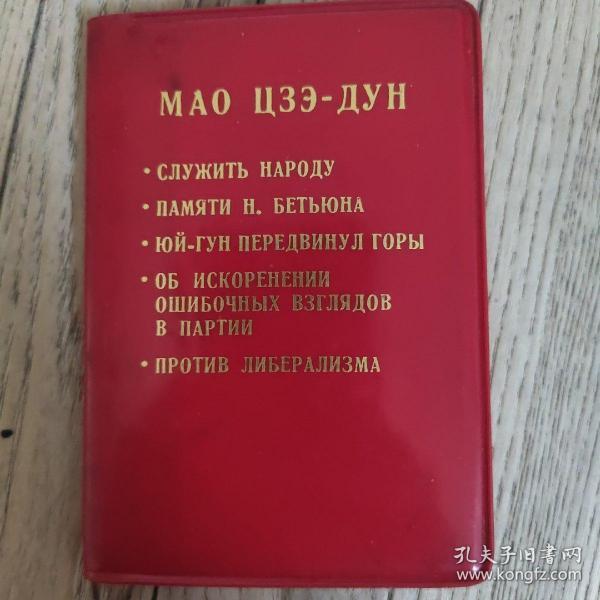 МАО ЦЗЭ-ДУН
• СЛУЖИТЬ НАРОДУ
• ПАМЯТИ Н. БЕТЬЮНА
• ЮЙ-ГУН ПЕРЕДВИНУЛ ГОРЫ
• ОБ ИСКОРЕНЕНИИ
ОШИБОЧНЫХ ВЗГЛЯДОВ
В ПАРТИИ
• ПРОТИВ ЛИБЕРАЛИЗМА
孔夫子旧书网
www.kongfz.com